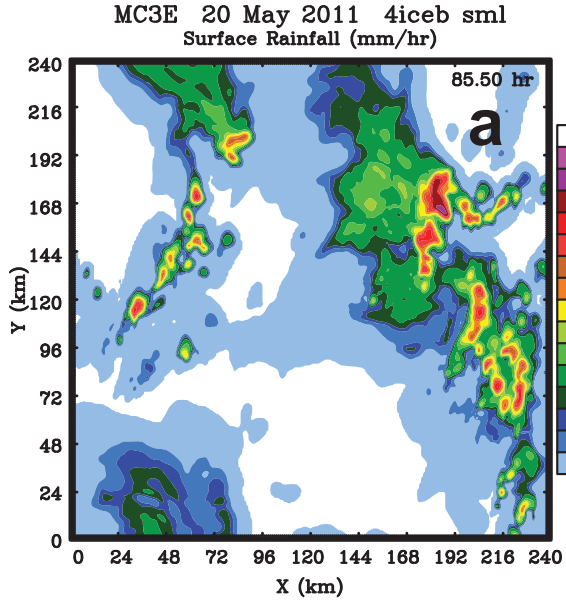 MC3E 20 May 2011 4iceb sml
Surface Rainfall (mm/hr)
85.50 hr
a
240
216
192
168
144
120
96
72
48
24
0
Y (km)
0 24 48 72 96 120 144 168 192 216 240
X (km)